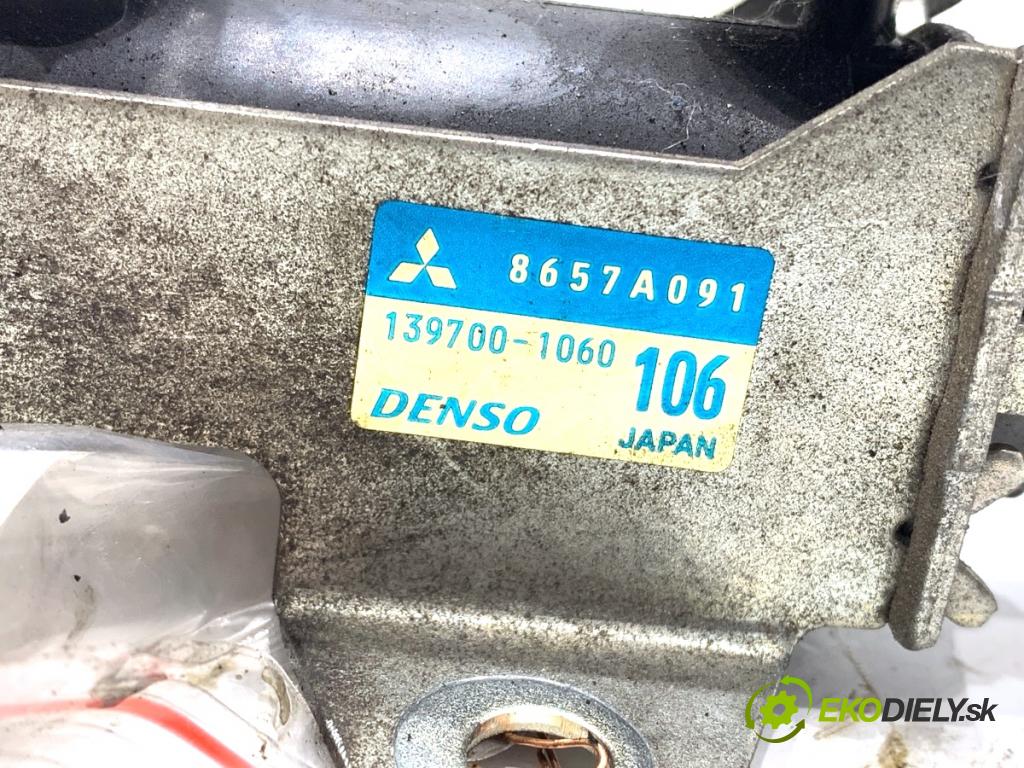 8657A091
139700-1060
106
DENSO
JAPAN
EKODIELY.sk